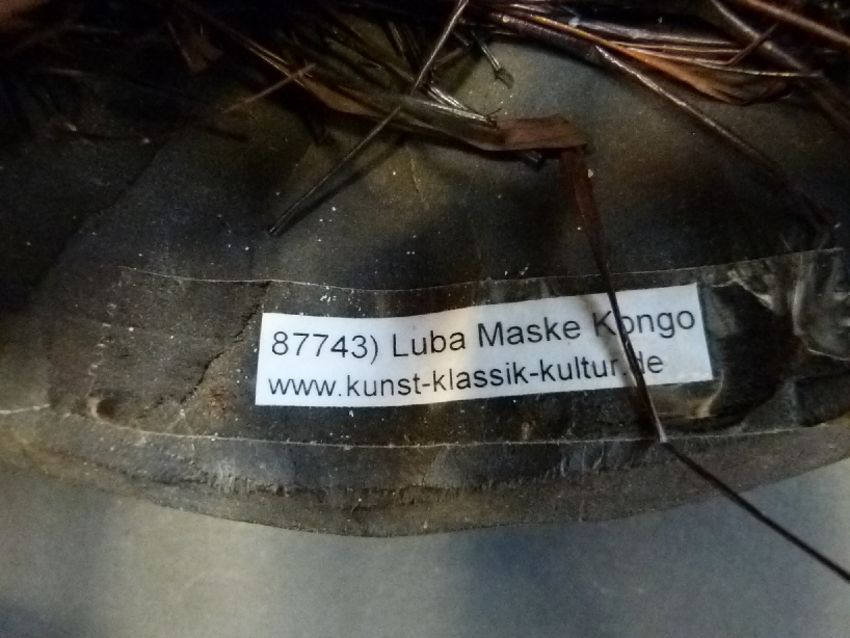 87743) Luba Maske Kongo
www.kunst-klassik-kultur.de